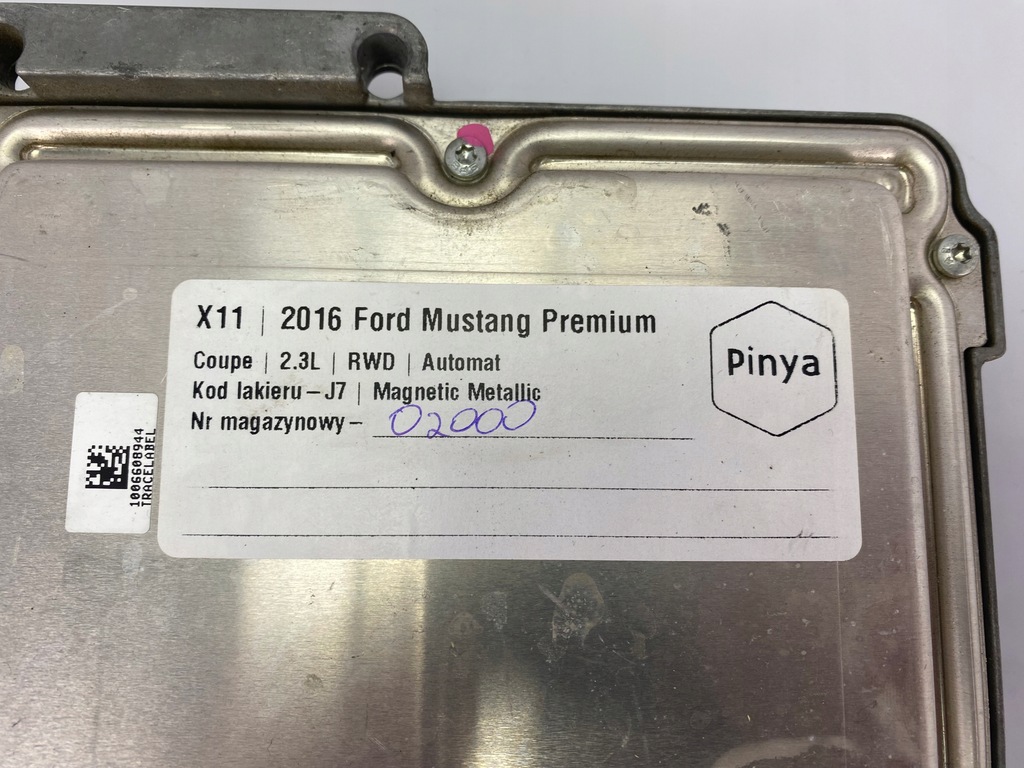 X11 | 2016 Ford Mustang Premium
Coupe | 2.3L | RWD | Automat
Kod lakieru – J7 | Magnetic Metallic
Nr magazynowy – 02000
Pinya
1006608944
TRACELABEL